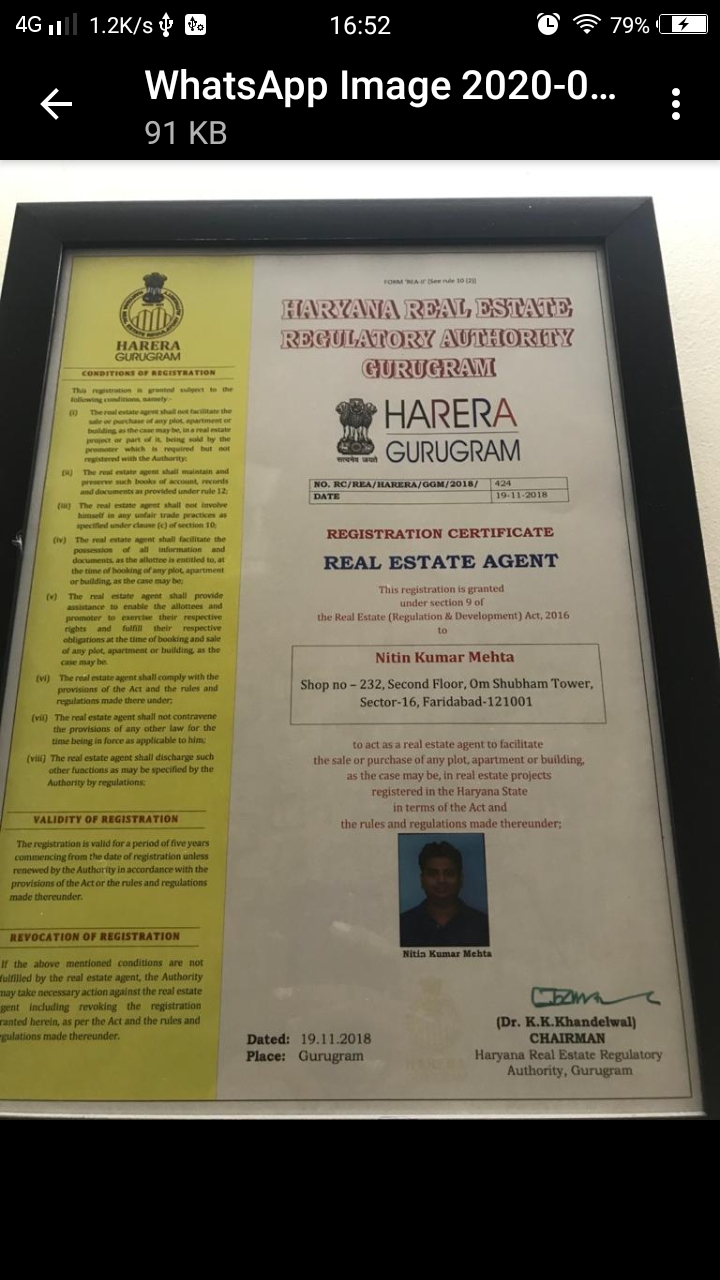 4G 1.2K/s 16:52 79%
WhatsApp Image 2020-0...
91 KB
HARERA
GURUGRAM
CONDITIONS OF REGISTRATION
This registration is granted subject to the
following conditions, namely:-
(i) The real estate agent shall not facilitate the
sale or purchase of any plot, apartment or
building, as the case may be, in a real estate
project or part of it, being sold by the
promoter which is required but not
registered with the Authority;
(ii) The real estate agent shall maintain and
preserve such books of account, records
and documents as provided under rule 12;
(iii) The real estate agent shall not involve
himself in any unfair trade practices as
specified under clause (c) of section 10;
(iv) The real estate agent shall facilitate the
possession of all information and
documents, as the allottee is entitled to, at
the time of booking of any plot, apartment
or building, as the case may be;
(v) The real estate agent shall provide
assistance to enable the allottees and
promoter to exercise their respective
rights and fulfill their respective
obligations at the time of booking and sale
of any plot, apartment or building, as the
case may be.
(vi) The real estate agent shall comply with the
provisions of the Act and the rules and
regulations made there under;
(vii) The real estate agent shall not contravene
the provisions of any other law for the
time being in force as applicable to him;
(viii) The real estate agent shall discharge such
other functions as may be specified by the
Authority by regulations;
VALIDITY OF REGISTRATION
The registration is valid for a period of five years
commencing from the date of registration unless
renewed by the Authority in accordance with the
provisions of the Act or the rules and regulations
made thereunder.
REVOCATION OF REGISTRATION
If the above mentioned conditions are not
fulfilled by the real estate agent, the Authority
may take necessary action against the real estate
gent including revoking the registration
ranted herein, as per the Act and the rules and
egulations made thereunder.
FORM 'REA-II' [See rule 10 (2)]
HARYANA REAL ESTATE
REGULATORY AUTHORITY
GURUGRAM
HARERA
सत्यमेव जयते GURUGRAM
NO. RC/REA/HARERA/GGM/2018/ 424
DATE 19-11-2018
REGISTRATION CERTIFICATE
REAL ESTATE AGENT
This registration is granted
under section 9 of
the Real Estate (Regulation & Development) Act, 2016
to
Nitin Kumar Mehta
Shop no – 232, Second Floor, Om Shubham Tower,
Sector-16, Faridabad-121001
to act as a real estate agent to facilitate
the sale or purchase of any plot, apartment or building,
as the case may be, in real estate projects
registered in the Haryana State
in terms of the Act and
the rules and regulations made thereunder;
Nitin Kumar Mehta
Dated: 19.11.2018
Place: Gurugram
(Dr. K.K.Khandelwal)
CHAIRMAN
Haryana Real Estate Regulatory
Authority, Gurugram